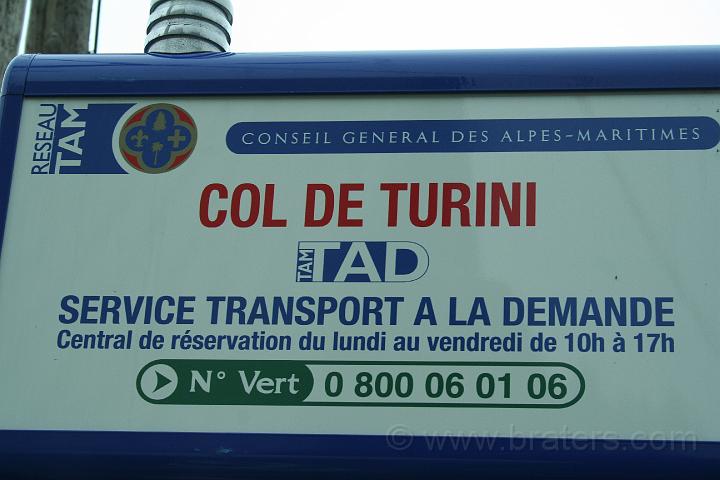 RESEAU
TAM
CONSEIL GENERAL DES ALPES-MARITIMES
COL DE TURINI
TAM TAD
SERVICE TRANSPORT A LA DEMANDE
Central de réservation du lundi au vendredi de 10h à 17h
N° Vert 0 800 06 01 06
© www.braters.com